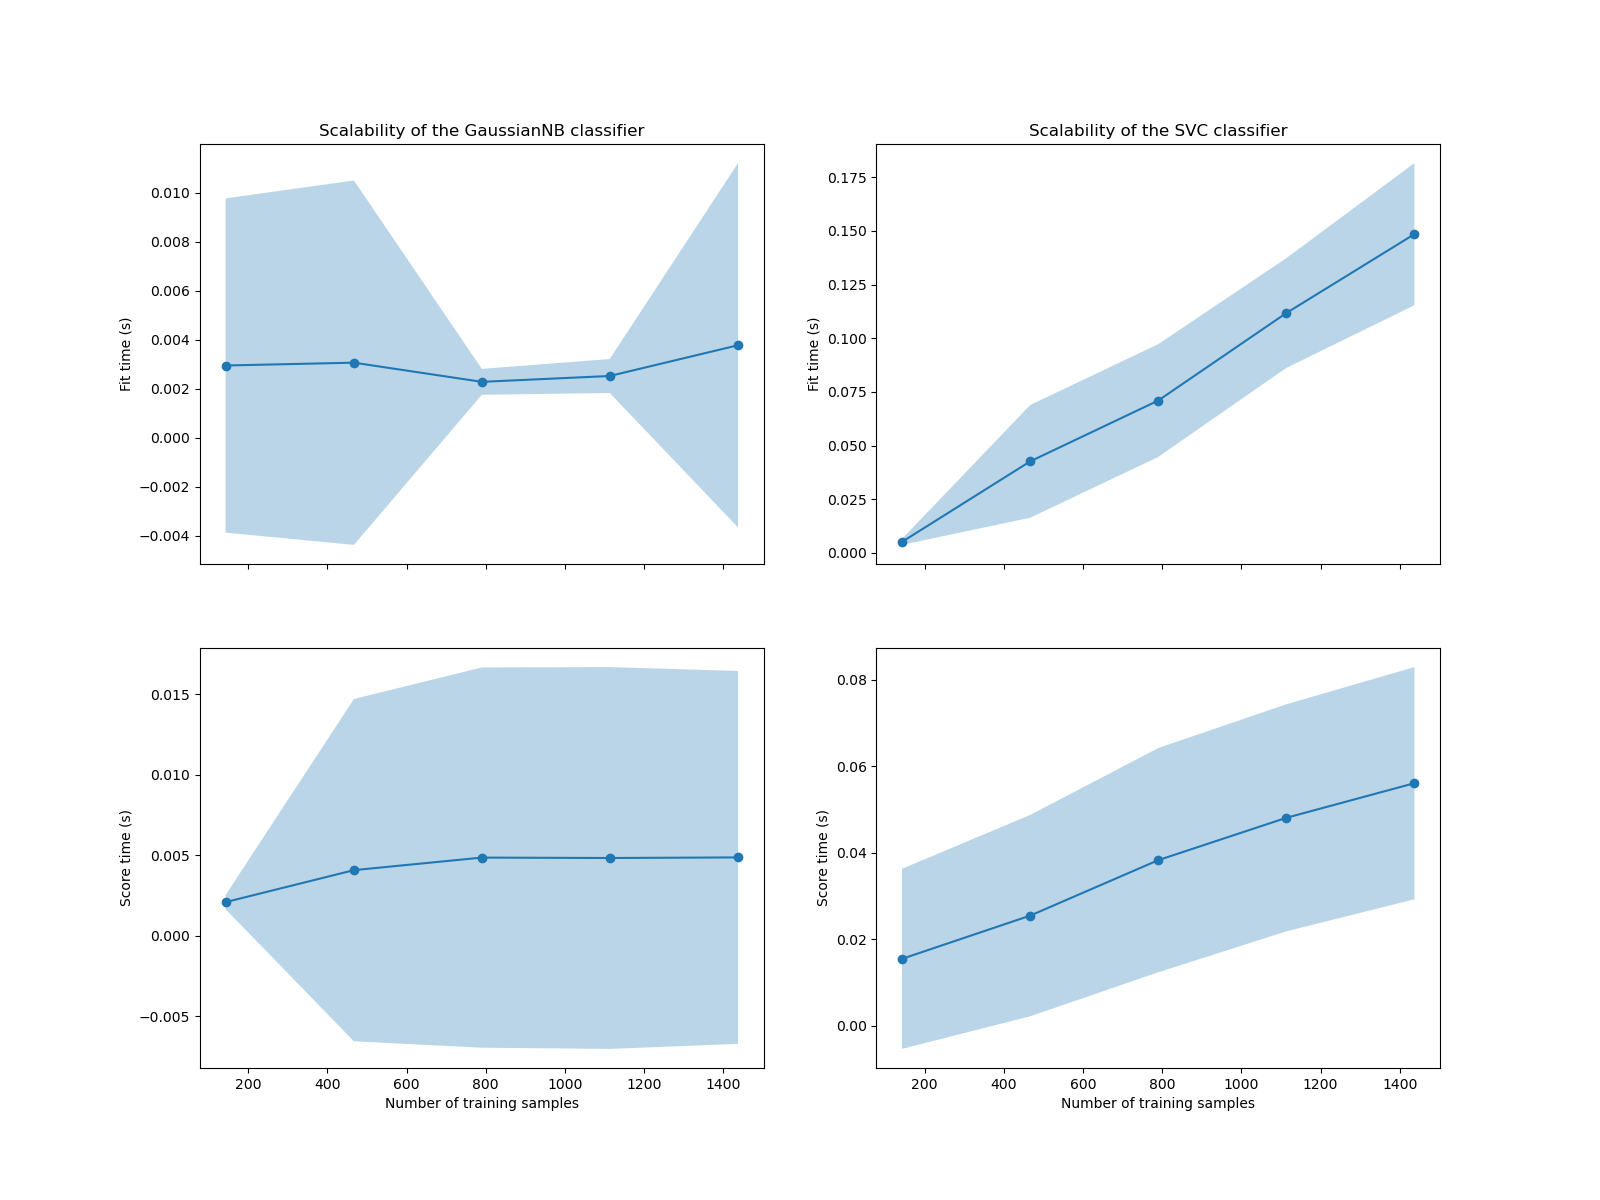 Scalability of the GaussianNB classifier
Fit time (s)
0.010
0.008
0.006
0.004
0.002
0.000
−0.002
−0.004
Scalability of the SVC classifier
Fit time (s)
0.175
0.150
0.125
0.100
0.075
0.050
0.025
0.000
Score time (s)
0.015
0.010
0.005
0.000
−0.005
200 400 600 800 1000 1200 1400
Number of training samples
Score time (s)
0.08
0.06
0.04
0.02
0.00
200 400 600 800 1000 1200 1400
Number of training samples